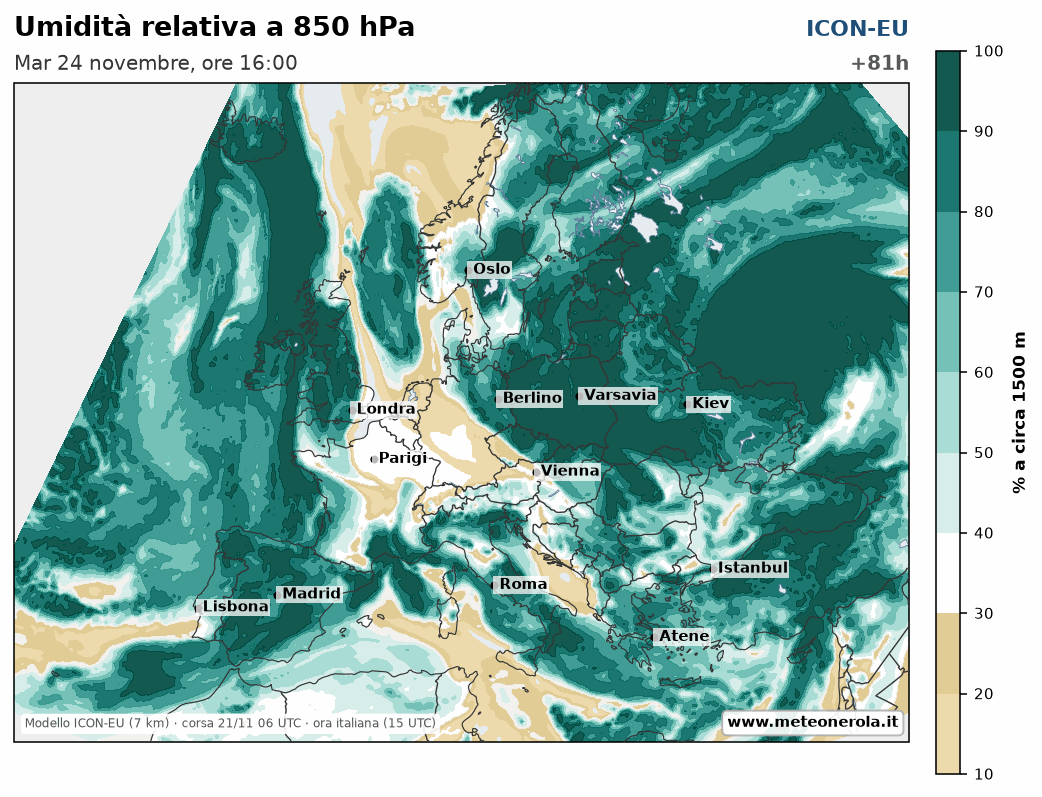 Umidità relativa a 850 hPa
ICON-EU
Mar 24 novembre, ore 16:00
+81h
100
90
80
70
60
50
40
30
20
10
% a circa 1500 m
Oslo
Berlino
Varsavia
Kiev
Londra
Parigi
Vienna
Istanbul
Roma
Madrid
Lisbona
Atene
Modello ICON-EU (7 km) · corsa 21/11 06 UTC · ora italiana (15 UTC)
www.meteonerola.it